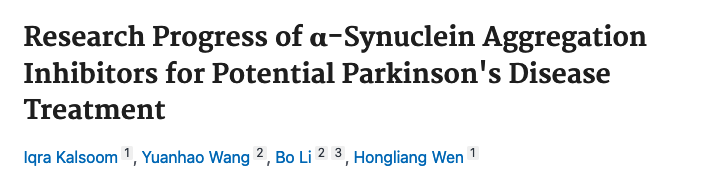 Research Progress of α-Synuclein Aggregation
Inhibitors for Potential Parkinson's Disease
Treatment
Iqra Kalsoom 1, Yuanhao Wang 2, Bo Li 2 3, Hongliang Wen 1